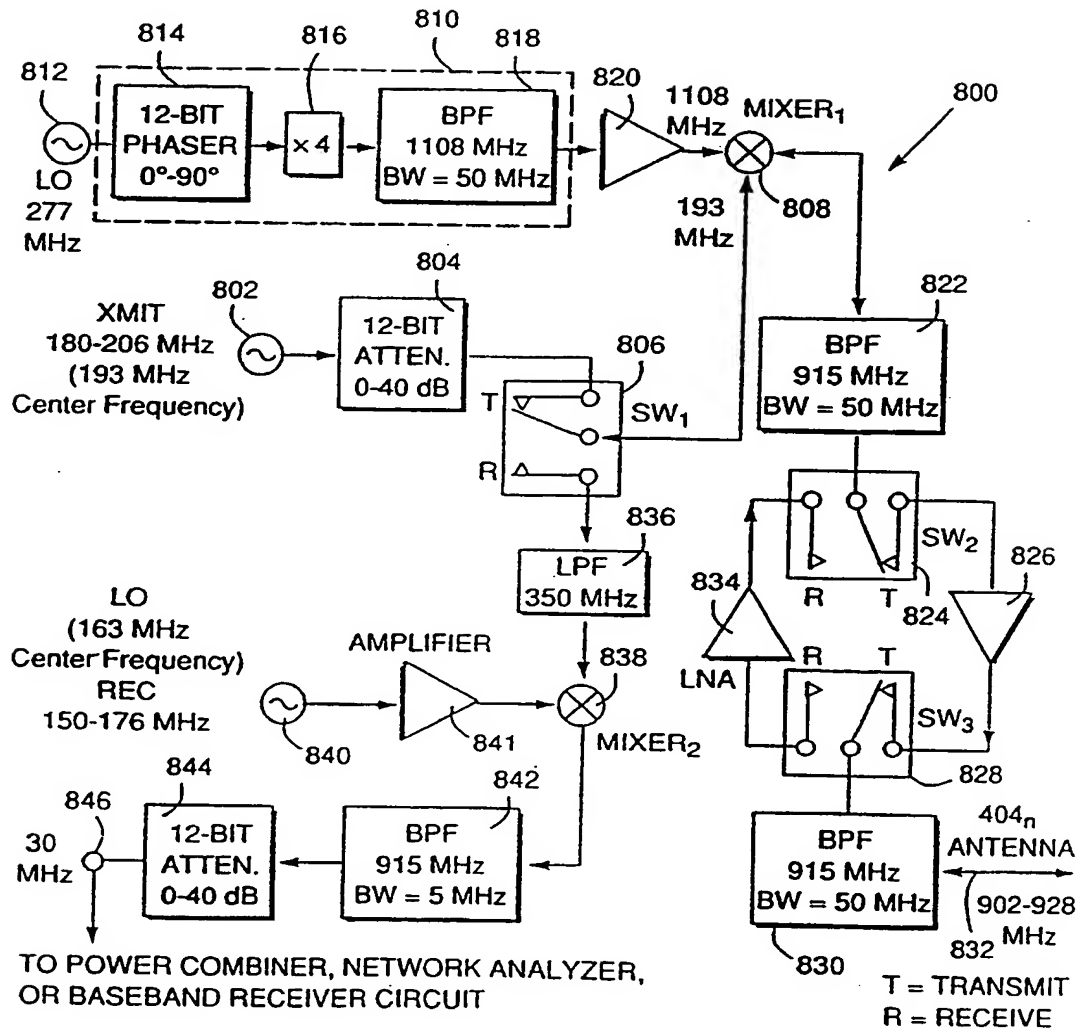 810
814
816
818
812
820
1108
MHz
MIXER1
800
12-BIT
PHASER
0°-90°
× 4
BPF
1108 MHz
BW = 50 MHz
LO
277
MHz
193
MHz
808
802
804
XMIT
180-206 MHz
(193 MHz
Center Frequency)
12-BIT
ATTEN.
0-40 dB
806
T
SW1
R
822
BPF
915 MHz
BW = 50 MHz
836
LPF
350 MHz
SW2
R
T
824
826
834
LNA
R
T
SW3
828
LO
(163 MHz
Center Frequency)
REC
150-176 MHz
AMPLIFIER
838
840
841
MIXER2
844
842
846
30
MHz
12-BIT
ATTEN.
0-40 dB
BPF
915 MHz
BW = 5 MHz
BPF
915 MHz
BW = 50 MHz
404n
ANTENNA
902-928
MHz
832
830
TO POWER COMBINER, NETWORK ANALYZER,
OR BASEBAND RECEIVER CIRCUIT
T = TRANSMIT
R = RECEIVE